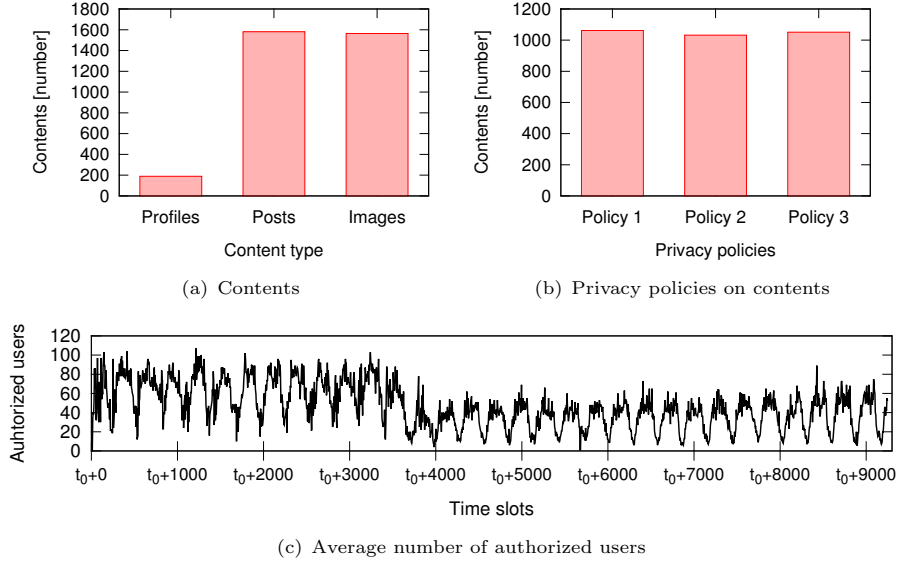 1800
1600
1400
1200
1000
800
600
400
200
0
Contents [number]
Profiles Posts Images
Content type
(a) Contents
1200
1000
800
600
400
200
0
Contents [number]
Policy 1 Policy 2 Policy 3
Privacy policies
(b) Privacy policies on contents
120
100
80
60
40
20
0
Auhtorized users
t0+0 t0+1000 t0+2000 t0+3000 t0+4000 t0+5000 t0+6000 t0+7000 t0+8000 t0+9000
Time slots
(c) Average number of authorized users